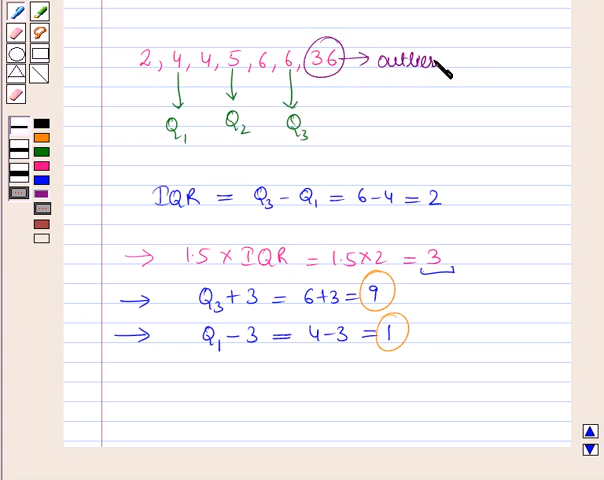 2, 4, 4, 5, 6, 6, 36 → outlier
Q1 Q2 Q3
IQR = Q3 - Q1 = 6 - 4 = 2
→ 1.5 × IQR = 1.5 × 2 = 3
→ Q3 + 3 = 6 + 3 = 9
→ Q1 - 3 = 4 - 3 = 1